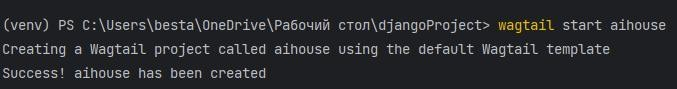 (venv) PS C:\Users\besta\OneDrive\Рабочий стол\djangoProject> wagtail start aihouse
Creating a Wagtail project called aihouse using the default Wagtail template
Success! aihouse has been created